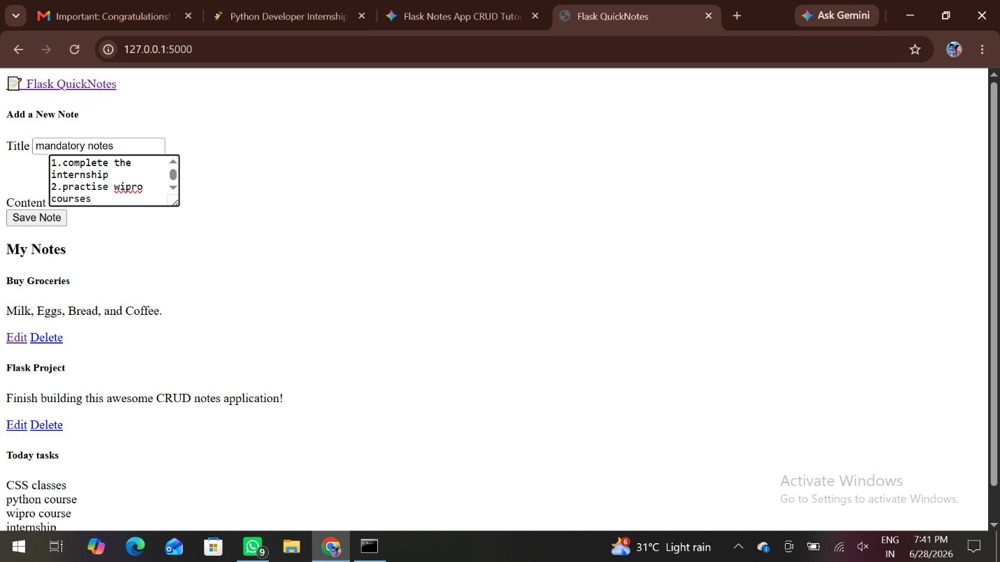 Important: Congratulations!
Python Developer Internship
Flask Notes App CRUD Tutor
Flask QuickNotes
Ask Gemini
127.0.0.1:5000
Flask QuickNotes
Add a New Note
Title mandatory notes
1.complete the
internship
2.practise wipro
courses
Content
Save Note
My Notes
Buy Groceries
Milk, Eggs, Bread, and Coffee.
Edit Delete
Flask Project
Finish building this awesome CRUD notes application!
Edit Delete
Today tasks
CSS classes
python course
wipro course
internship
Activate Windows
Go to Settings to activate Windows.
9
6
31°C Light rain
ENG
IN
7:41 PM
6/28/2026